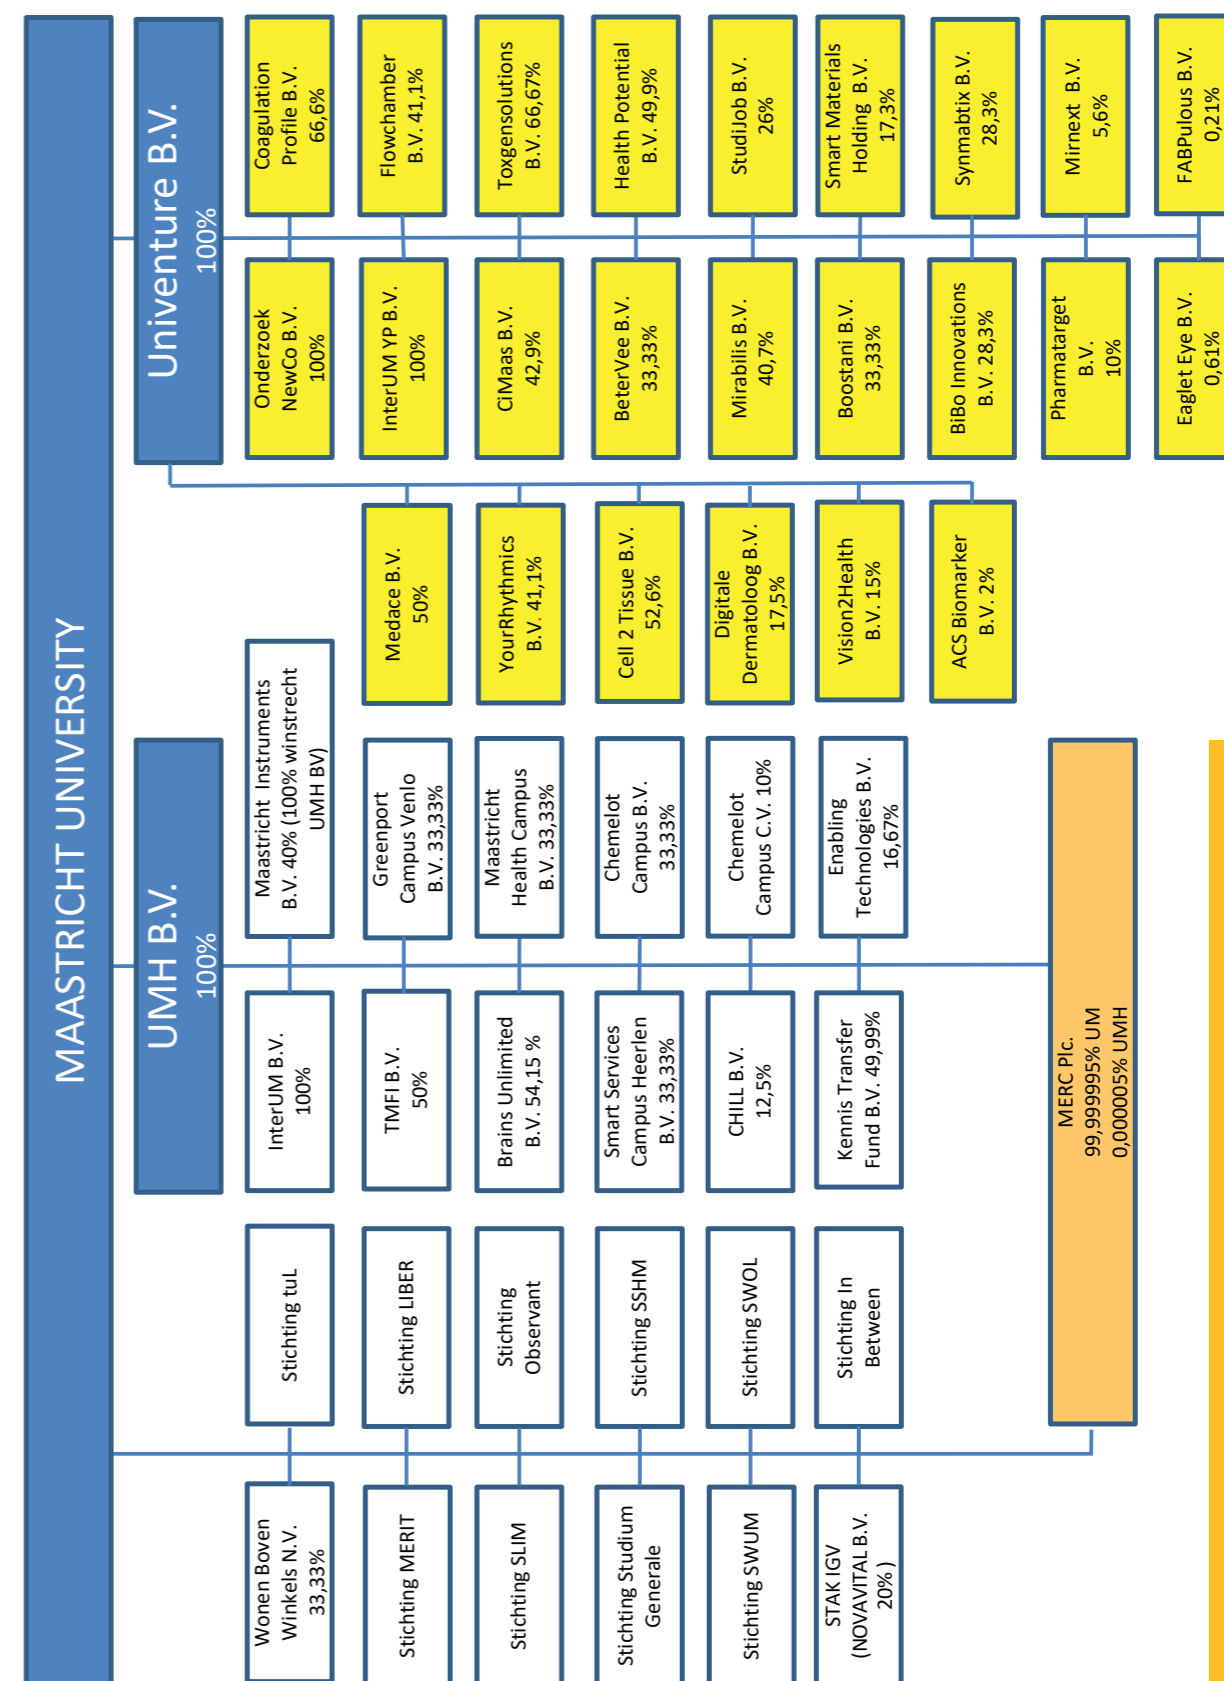 MAASTRICHT UNIVERSITY
UMH B.V.
100%
Univenture B.V.
100%
Wonen Boven
Winkels N.V.
33,33%
Stichting tuL
Stichting MERIT
Stichting LIBER
Stichting SLIM
Stichting
Observant
Stichting Studium
Generale
Stichting SSHM
Stichting SWUM
Stichting SWOL
STAK IGV
(NOVAVITAL B.V.
20% )
Stichting In
Between
InterUM B.V.
100%
Maastricht Instruments
B.V. 40% (100% winstrecht
UMH BV)
TMFI B.V.
50%
Greenport
Campus Venlo
B.V. 33,33%
Brains Unlimited
B.V. 54,15 %
Maastricht
Health Campus
B.V. 33,33%
Smart Services
Campus Heerlen
B.V. 33,33%
Chemelot
Campus B.V.
33,33%
CHILL B.V.
12,5%
Chemelot
Campus C.V. 10%
Kennis Transfer
Fund B.V. 49,99%
Enabling
Technologies B.V.
16,67%
MERC Plc.
99,999995% UM
0,000005% UMH
Medace B.V.
50%
YourRhythmics
B.V. 41,1%
Cell 2 Tissue B.V.
52,6%
Digitale
Dermatoloog B.V.
17,5%
Vision2Health
B.V. 15%
ACS Biomarker
B.V. 2%
Onderzoek
NewCo B.V.
100%
Coagulation
Profile B.V.
66,6%
InterUM YP B.V.
100%
Flowchamber
B.V. 41,1%
CiMaas B.V.
42,9%
Toxgensolutions
B.V. 66,67%
BeterVee B.V.
33,33%
Health Potential
B.V. 49,9%
Mirabilis B.V.
40,7%
StudiJob B.V.
26%
Boostani B.V.
33,33%
Smart Materials
Holding B.V.
17,3%
BiBo Innovations
B.V. 28,3%
Synmabtix B.V.
28,3%
Pharmatarget
B.V.
10%
Mirnext B.V.
5,6%
Eaglet Eye B.V.
0,61%
FABPulous B.V.
0,21%